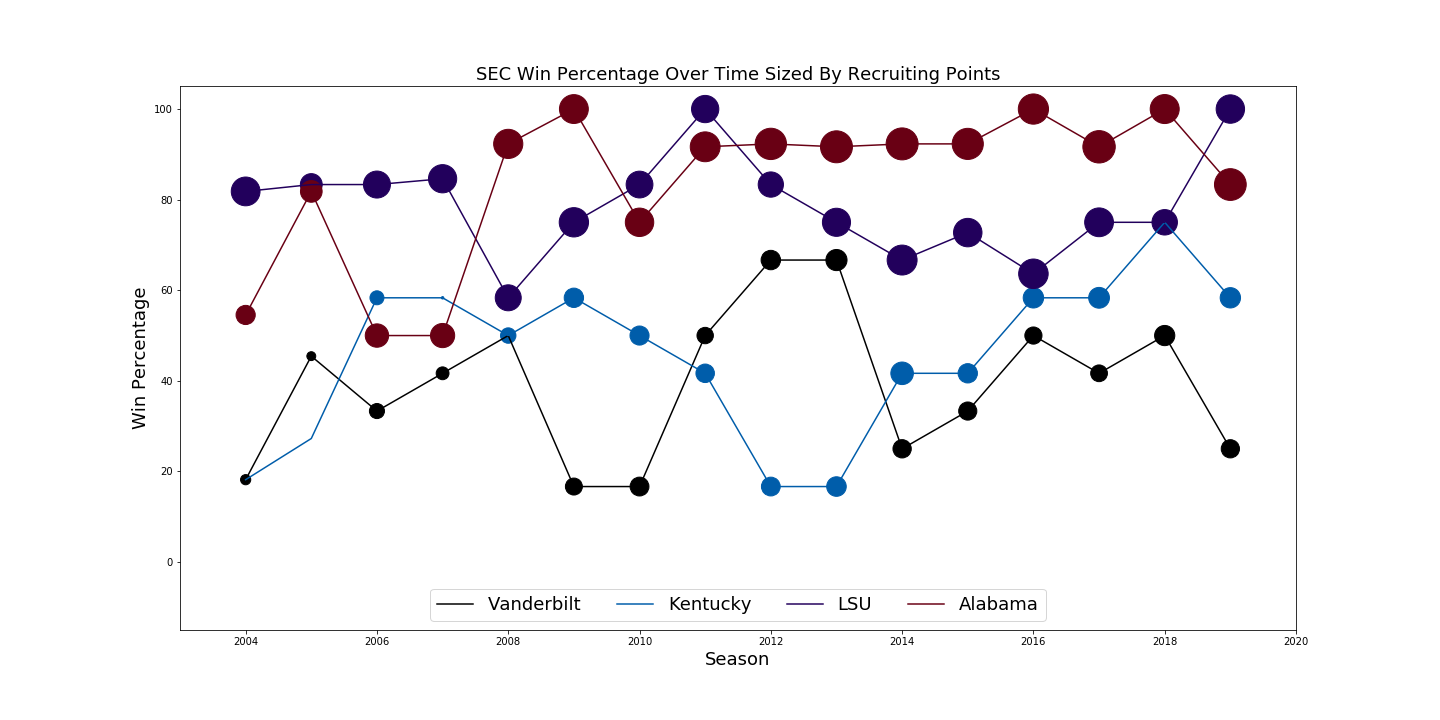 SEC Win Percentage Over Time Sized By Recruiting Points
100
80
60
40
20
0
Win Percentage
Vanderbilt Kentucky LSU Alabama
2004 2006 2008 2010 2012 2014 2016 2018 2020
Season